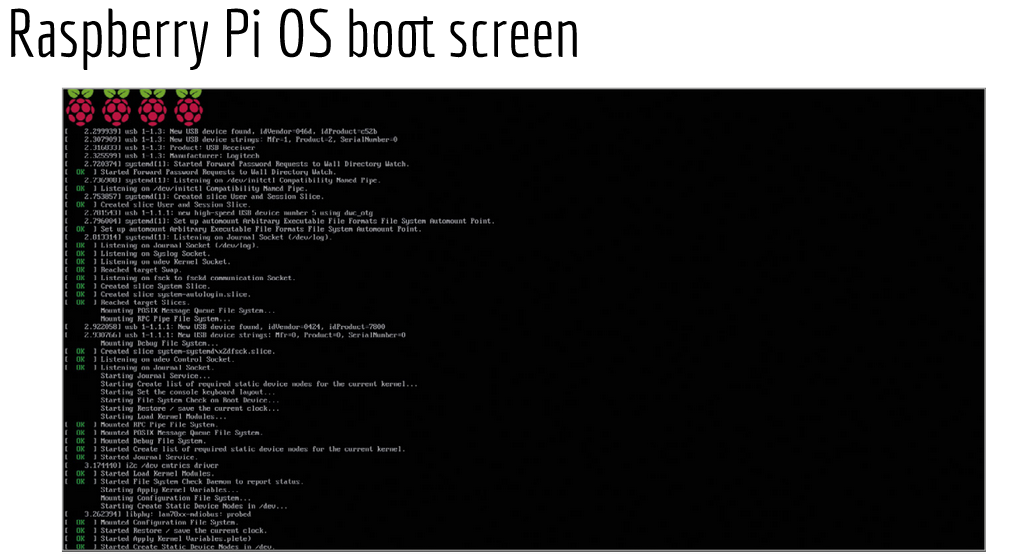 Raspberry Pi OS boot screen
[    2.299939] usb 1-1.3: New USB device found, idVendor=046d, idProduct=c52b
[    2.307909] usb 1-1.3: New USB device strings: Mfr=1, Product=2, SerialNumber=0
[    2.316833] usb 1-1.3: Product: USB Receiver
[    2.325599] usb 1-1.3: Manufacturer: Logitech
[    2.720374] systemd[1]: Started Forward Password Requests to Wall Directory Watch.
[  OK  ] Started Forward Password Requests to Wall Directory Watch.
[    2.736908] systemd[1]: Listening on /dev/initctl Compatibility Named Pipe.
[  OK  ] Listening on /dev/initctl Compatibility Named Pipe.
[    2.753857] systemd[1]: Created slice User and Session Slice.
[  OK  ] Created slice User and Session Slice.
[    2.781543] usb 1-1.1.1: new high-speed USB device number 5 using dwc_otg
[    2.796004] systemd[1]: Set up automount Arbitrary Executable File Formats File System Automount Point.
[  OK  ] Set up automount Arbitrary Executable File Formats File System Automount Point.
[    2.813314] systemd[1]: Listening on Journal Socket (/dev/log).
[  OK  ] Listening on Journal Socket (/dev/log).
[  OK  ] Listening on Syslog Socket.
[  OK  ] Listening on udev Kernel Socket.
[  OK  ] Reached target Swap.
[  OK  ] Listening on fsck to fsckd communication Socket.
[  OK  ] Created slice System Slice.
[  OK  ] Created slice system-autologin.slice.
[  OK  ] Reached target Slices.
Mounting POSIX Message Queue File System...
Mounting RPC Pipe File System...
[    2.922058] usb 1-1.1.1: New USB device found, idVendor=0424, idProduct=7800
[    2.930766] usb 1-1.1.1: New USB device strings: Mfr=0, Product=0, SerialNumber=0
Mounting Debug File System...
[  OK  ] Created slice system-systemd\x2dfsck.slice.
[  OK  ] Listening on udev Control Socket.
[  OK  ] Listening on Journal Socket.
Starting Journal Service...
Starting Create list of required static device nodes for the current kernel...
Starting Set the console keyboard layout...
Starting File System Check on Root Device...
Starting Restore / save the current clock...
Starting Load Kernel Modules...
[  OK  ] Mounted RPC Pipe File System.
[  OK  ] Mounted POSIX Message Queue File System.
[  OK  ] Mounted Debug File System.
[  OK  ] Started Create list of required static device nodes for the current kernel.
[  OK  ] Started Journal Service.
[    3.174440] i2c /dev entries driver
[  OK  ] Started Load Kernel Modules.
[  OK  ] Started File System Check Daemon to report status.
Starting Apply Kernel Variables...
Mounting Configuration File System...
Starting Create Static Device Nodes in /dev...
[    3.262394] libphy: lan78xx-mdiobus: probed
[  OK  ] Mounted Configuration File System.
[  OK  ] Started Restore / save the current clock.
[  OK  ] Started Apply Kernel Variables.plete)
[  OK  ] Started Create Static Device Nodes in /dev.